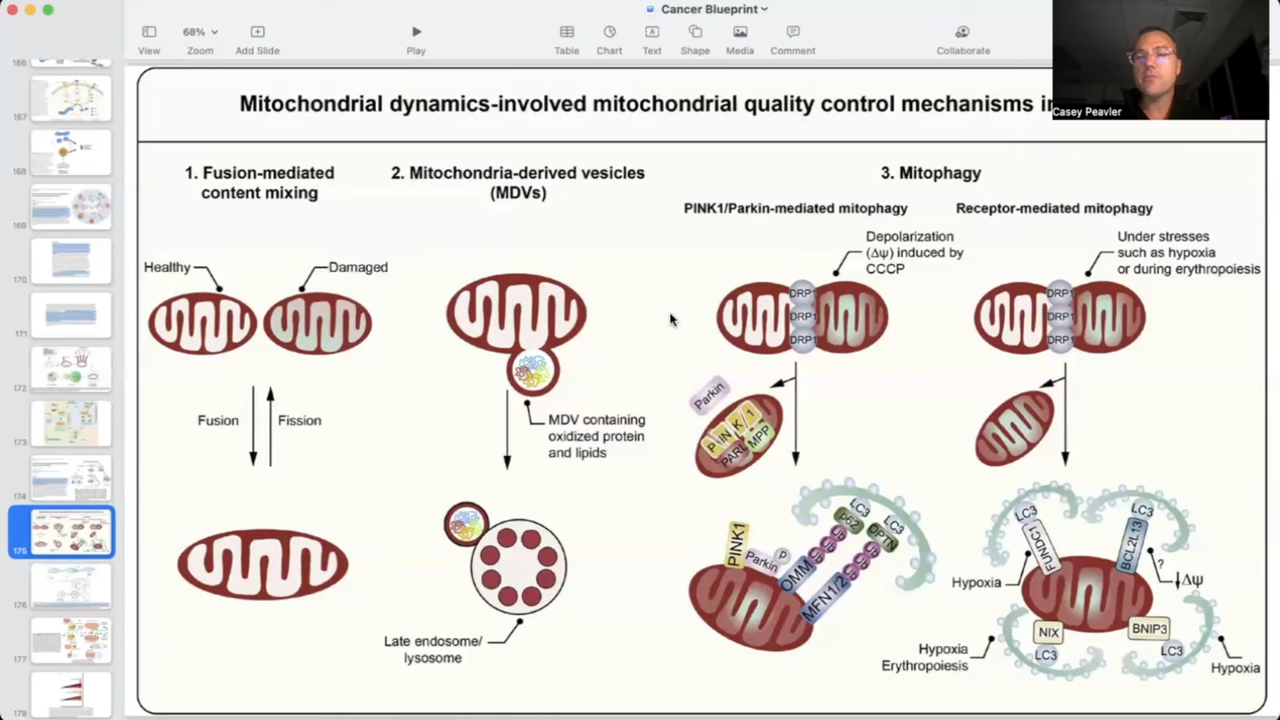 Cancer Blueprint
68%
View
Zoom
Add Slide
Play
Table
Chart
Text
Shape
Media
Comment
Collaborate
Casey Peavler
166
167
168
169
170
171
172
173
174
175
176
177
178
Mitochondrial dynamics-involved mitochondrial quality control mechanisms
1. Fusion-mediated
content mixing
Healthy
Damaged
Fusion
Fission
2. Mitochondria-derived vesicles
(MDVs)
MDV containing
oxidized protein
and lipids
Late endosome/
lysosome
3. Mitophagy
PINK1/Parkin-mediated mitophagy
Depolarization
(Δψ) induced by
CCCP
DRP1
DRP1
DRP1
Parkin
PINK1
PARL
MPP
PINK1
Parkin
P
OMM
MFN1/2
p62
OPTN
LC3
LC3
Receptor-mediated mitophagy
Under stresses
such as hypoxia
or during erythropoiesis
DRP1
DRP1
DRP1
LC3
FUNDC1
Hypoxia
LC3
BCL2L13
?
↓Δψ
NIX
LC3
Hypoxia
Erythropoiesis
BNIP3
LC3
Hypoxia